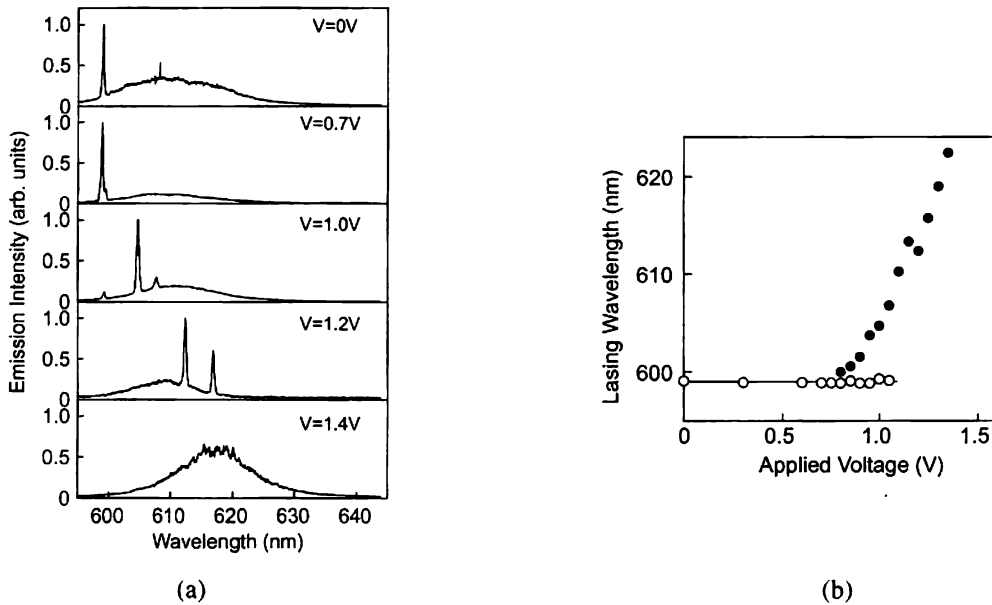 1.0
V=0V
0.5
0
1.0
V=0.7V
0.5
0
1.0
V=1.0V
0.5
0
1.0
V=1.2V
0.5
0
1.0
V=1.4V
0.5
0
600 610 620 630 640
Wavelength (nm)
Emission Intensity (arb. units)
(a)
620
610
600
0 0.5 1.0 1.5
Applied Voltage (V)
Lasing Wavelength (nm)
(b)